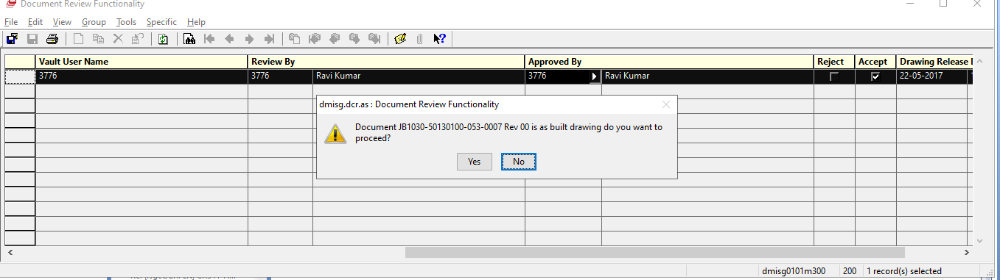 Document Review Functionality
File Edit View Group Tools Specific Help
Vault User Name Review By Approved By Reject Accept Drawing Release
3776 3776 Ravi Kumar 3776 Ravi Kumar 22-05-2017
dmisg.dcr.as : Document Review Functionality
Document JB1030-50130100-053-0007 Rev 00 is as built drawing do you want to
proceed?
Yes No
dmisg0101m300 200 1 record(s) selected